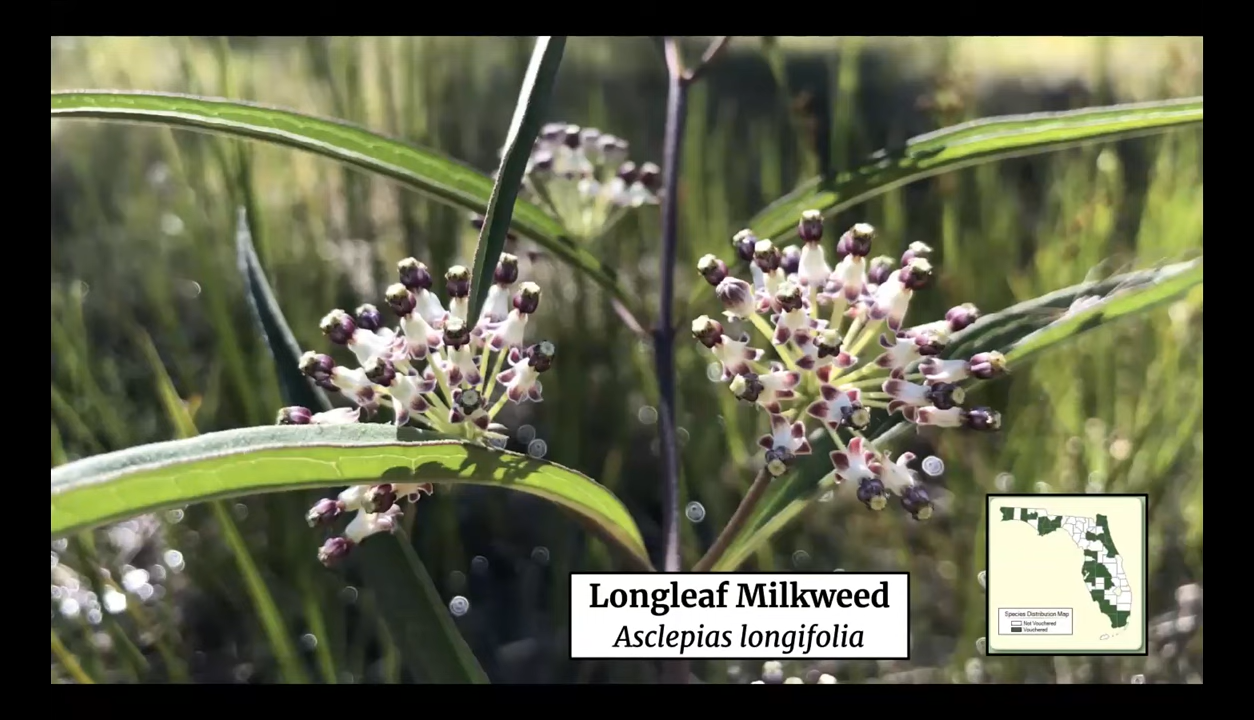 Longleaf Milkweed
Asclepias longifolia
Species Distribution Map
Not Vouchered
Vouchered